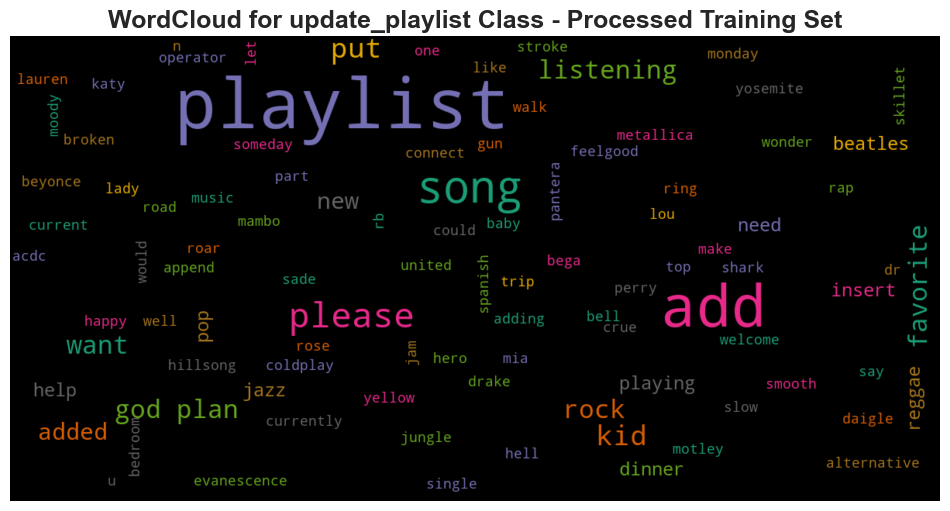 WordCloud for update_playlist Class - Processed Training Set
n
operator
let
put
one
stroke
monday
lauren
katy
like
listening
yosemite
skillet
moody
playlist
walk
broken
someday
connect
gun
metallica
feelgood
wonder
beatles
beyonce
lady
part
music
new
song
pantera
ring
rap
road
current
mambo
rb
could
baby
lou
need
acdc
would
roar
append
sade
united
spanish
trip
bega
make
top
shark
dr
favorite
perry
insert
happy
well
pop
please
adding
bell
crue
add
welcome
want
rose
jam
hero
mia
hillsong
coldplay
drake
playing
smooth
say
help
jazz
yellow
reggae
god plan
currently
rock
slow
daigle
added
bedroom
jungle
kid
motley
hell
dinner
alternative
u
evanescence
single